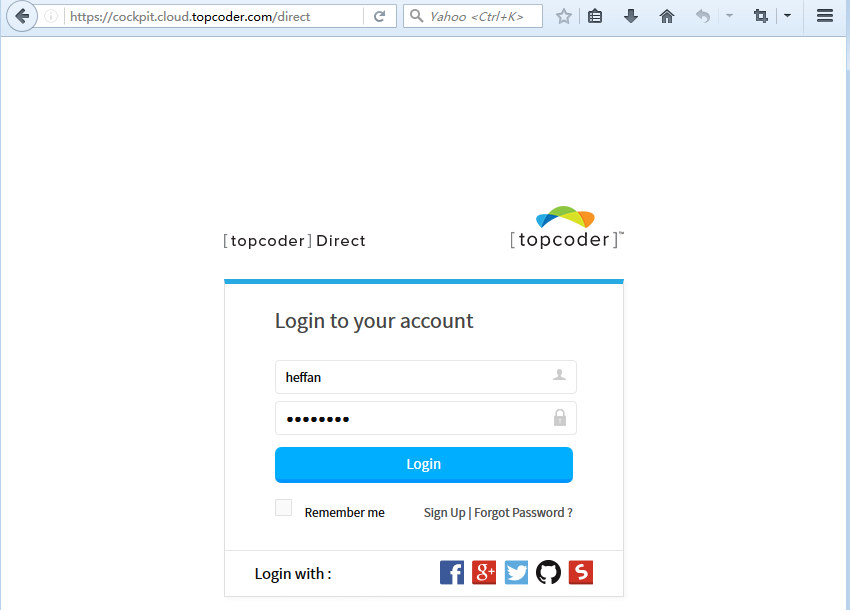 https://cockpit.cloud.topcoder.com/direct
Yahoo <Ctrl+K>
[topcoder] Direct
[topcoder]™
Login to your account
heffan
••••••••
Login
Remember me
Sign Up | Forgot Password ?
Login with :